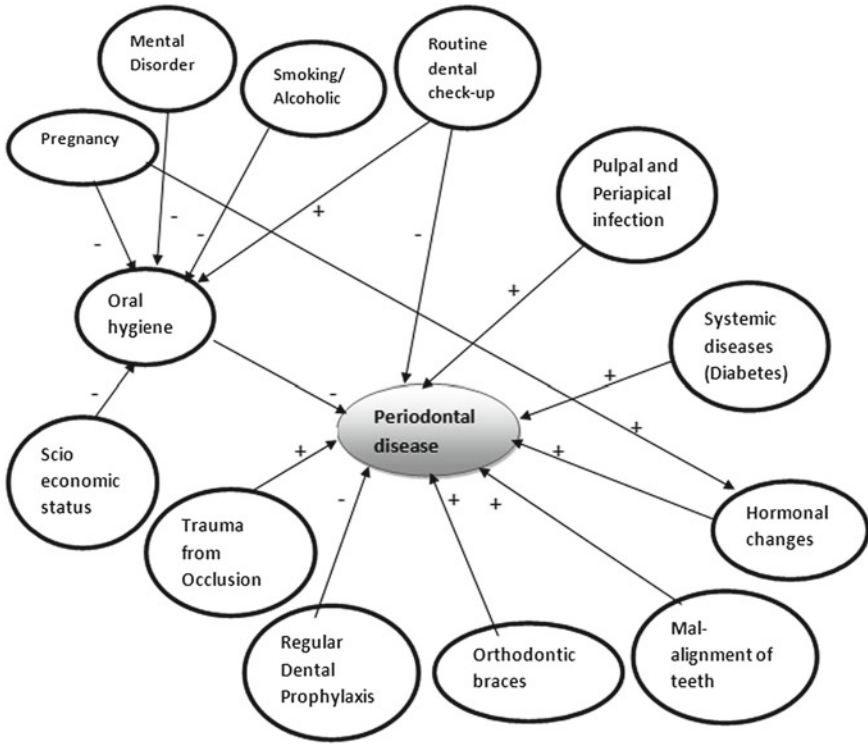 Mental
Disorder
Smoking/
Alcoholic
Routine
dental
check-up
Pregnancy
Pulpal and
Periapical
infection
-
-
-
+
-
+
Oral
hygiene
Systemic
diseases
(Diabetes)
+
-
-
Periodontal
disease
+
Scio
economic
status
+
+
Trauma
from
Occlusion
-
+
+
Hormonal
changes
Regular
Dental
Prophylaxis
Orthodontic
braces
Mal-
alignment of
teeth